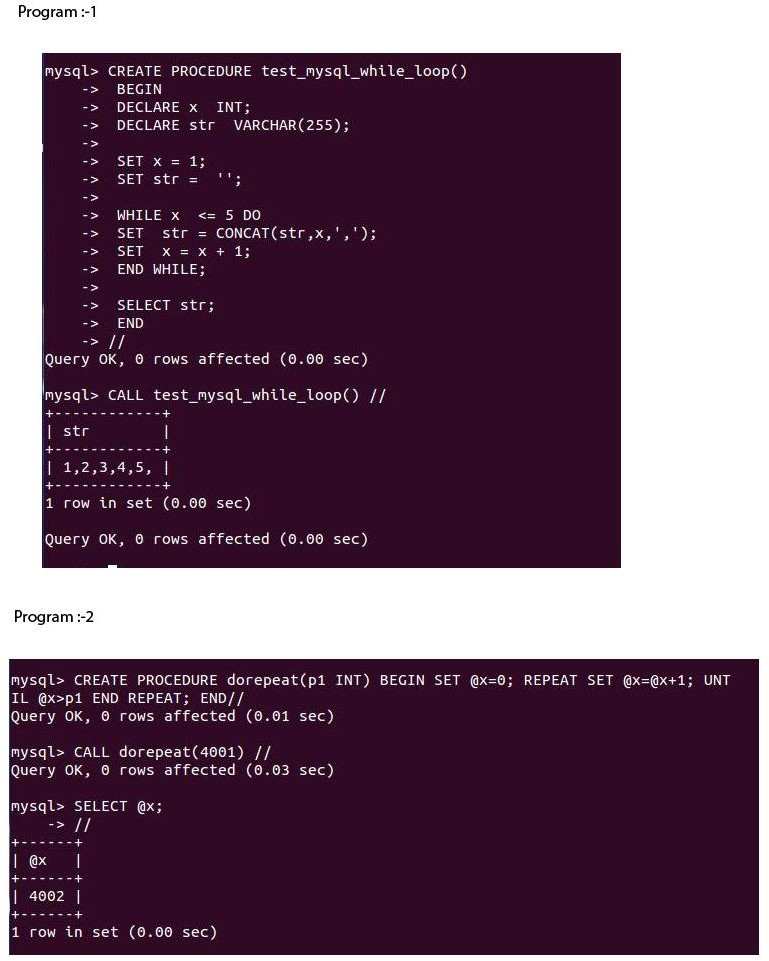 Program :-1
mysql> CREATE PROCEDURE test_mysql_while_loop()
    ->  BEGIN
    ->  DECLARE x  INT;
    ->  DECLARE str  VARCHAR(255);
    ->
    ->  SET x = 1;
    ->  SET str =  '';
    ->
    ->  WHILE x  <= 5 DO
    ->  SET  str = CONCAT(str,x,',');
    ->  SET  x = x + 1;
    ->  END WHILE;
    ->
    ->  SELECT str;
    ->  END
    -> //
Query OK, 0 rows affected (0.00 sec)
mysql> CALL test_mysql_while_loop() //
+------------+
| str        |
+------------+
| 1,2,3,4,5, |
+------------+
1 row in set (0.00 sec)
Query OK, 0 rows affected (0.00 sec)
Program :-2
mysql> CREATE PROCEDURE dorepeat(p1 INT) BEGIN SET @x=0; REPEAT SET @x=@x+1; UNT
IL @x>p1 END REPEAT; END//
Query OK, 0 rows affected (0.01 sec)
mysql> CALL dorepeat(4001) //
Query OK, 0 rows affected (0.03 sec)
mysql> SELECT @x;
    -> //
+------+
| @x   |
+------+
| 4002 |
+------+
1 row in set (0.00 sec)